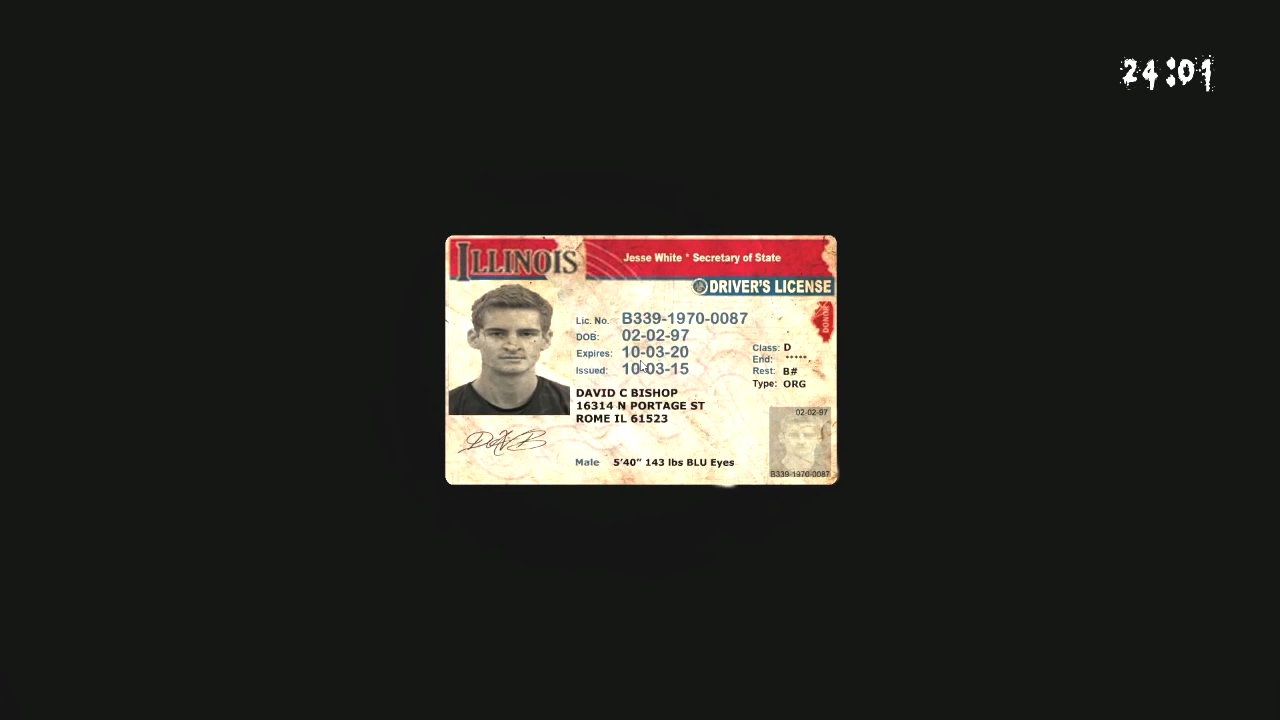 24:01
ILLINOIS
Jesse White * Secretary of State
DRIVER'S LICENSE
DONOR
Lic. No. B339-1970-0087
DOB: 02-02-97
Expires: 10-03-20
Issued: 10-03-15
Class: D
End: *****
Rest: B#
Type: ORG
DAVID C BISHOP
16314 N PORTAGE ST
ROME IL 61523
Male 5'40" 143 lbs BLU Eyes
02-02-97
B339-1970-0087